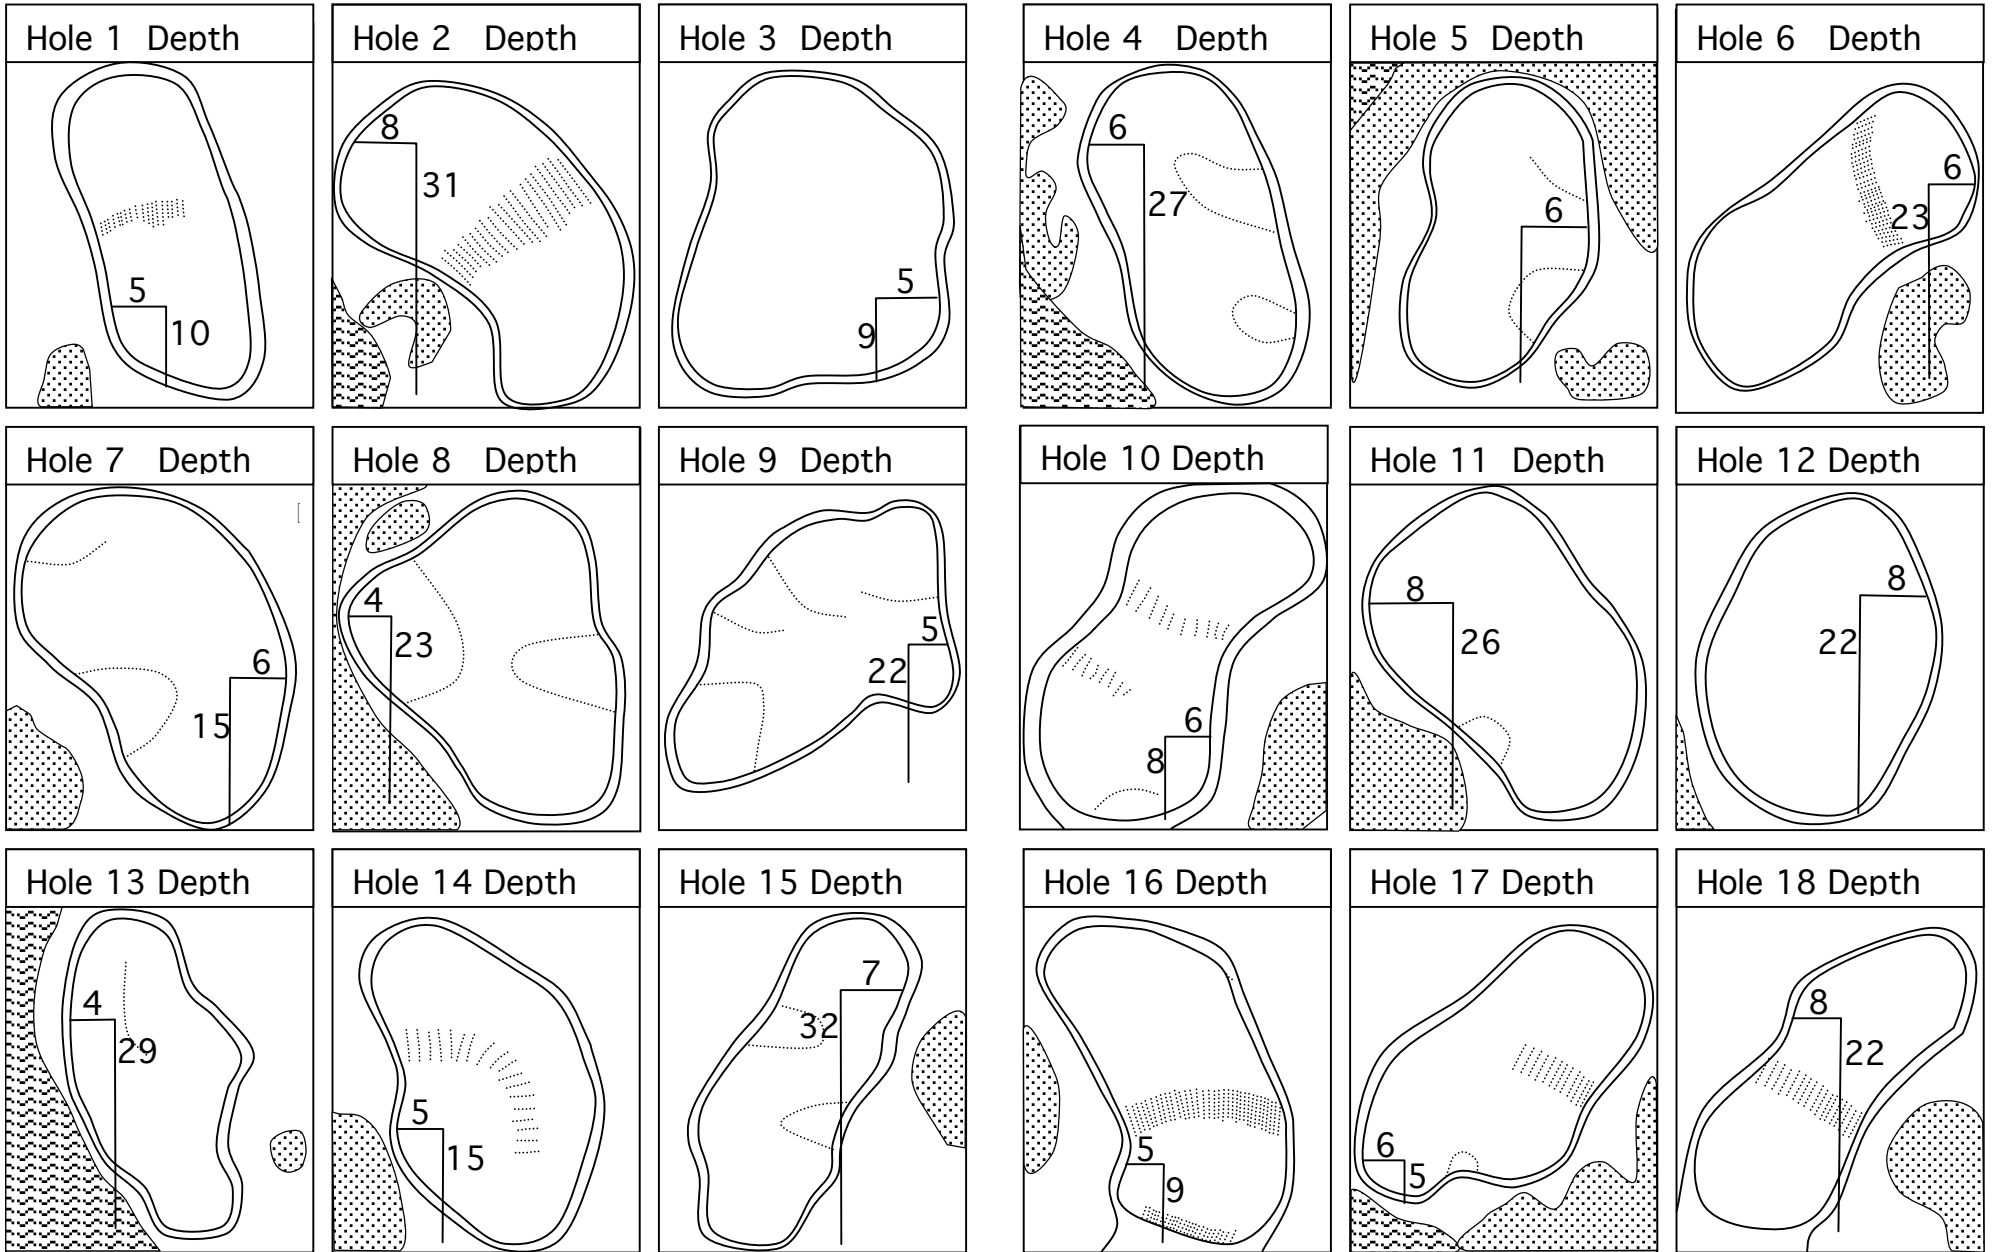 Hole 1 Depth
5
10
Hole 2 Depth
8
31
Hole 3 Depth
5
9
Hole 4 Depth
6
27
Hole 5 Depth
6
Hole 6 Depth
6
23
Hole 7 Depth
6
15
Hole 8 Depth
4
23
Hole 9 Depth
5
22
Hole 10 Depth
6
8
Hole 11 Depth
8
26
Hole 12 Depth
8
22
Hole 13 Depth
4
29
Hole 14 Depth
5
15
Hole 15 Depth
7
32
Hole 16 Depth
5
9
Hole 17 Depth
6
5
Hole 18 Depth
8
22